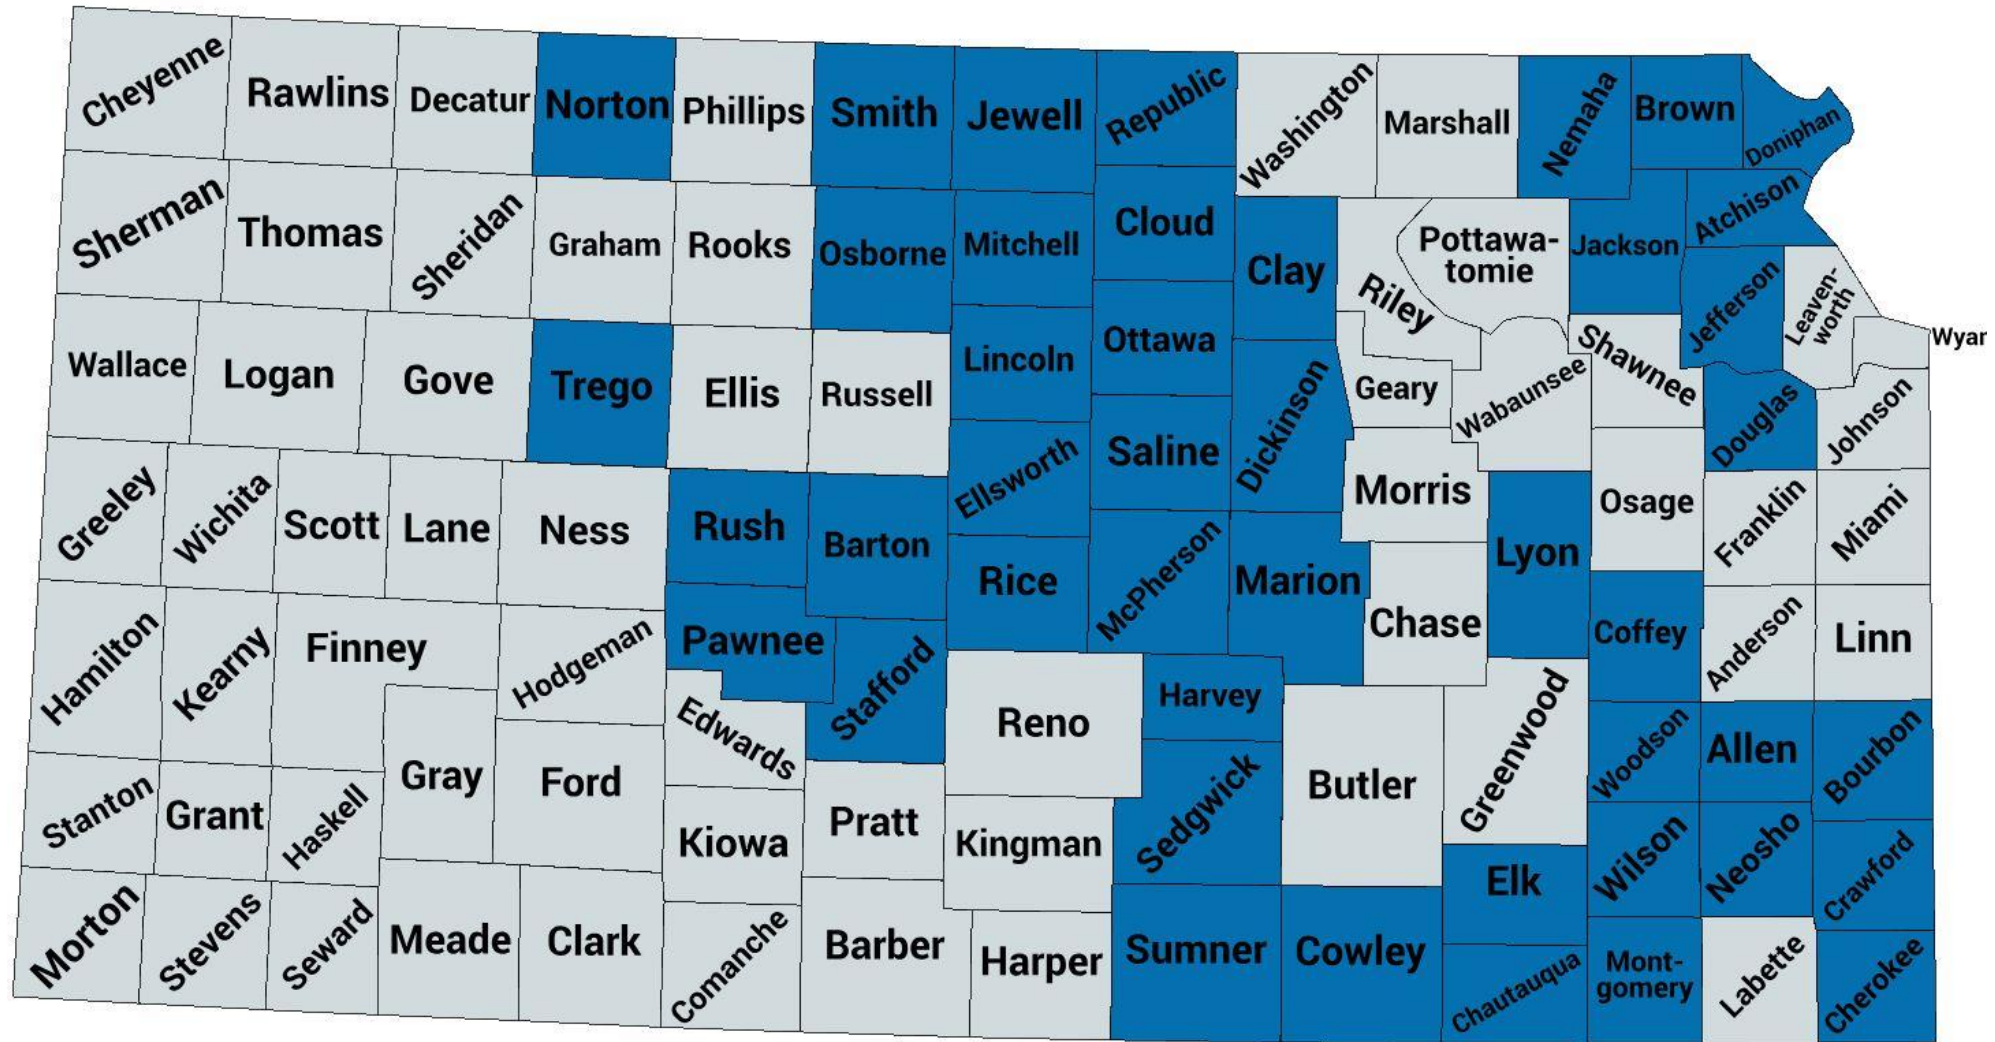 Cheyenne
Rawlins
Decatur
Norton
Phillips
Smith
Jewell
Republic
Washington
Marshall
Nemaha
Brown
Doniphan
Sherman
Thomas
Sheridan
Graham
Rooks
Osborne
Mitchell
Cloud
Clay
Riley
Pottawa-
tomie
Jackson
Atchison
Jefferson
Leaven-
worth
Wyan
Wallace
Logan
Gove
Trego
Ellis
Russell
Lincoln
Ottawa
Saline
Dickinson
Geary
Wabaunsee
Shawnee
Douglas
Johnson
Greeley
Wichita
Scott
Lane
Ness
Rush
Barton
Ellsworth
Rice
McPherson
Marion
Morris
Chase
Lyon
Osage
Franklin
Miami
Hamilton
Kearny
Finney
Hodgeman
Pawnee
Edwards
Stafford
Reno
Harvey
Sedgwick
Butler
Greenwood
Coffey
Anderson
Linn
Woodson
Allen
Bourbon
Stanton
Grant
Haskell
Gray
Ford
Kiowa
Pratt
Kingman
Elk
Wilson
Neosho
Crawford
Morton
Stevens
Seward
Meade
Clark
Comanche
Barber
Harper
Sumner
Cowley
Chautauqua
Mont-
gomery
Labette
Cherokee